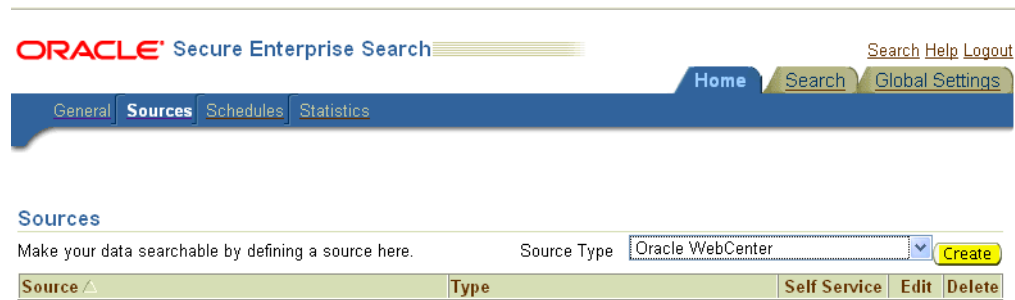 ORACLE Secure Enterprise Search
Search Help Logout
Home Search Global Settings
General Sources Schedules Statistics
Sources
Make your data searchable by defining a source here. Source Type Oracle WebCenter Create
Source Type Self Service Edit Delete